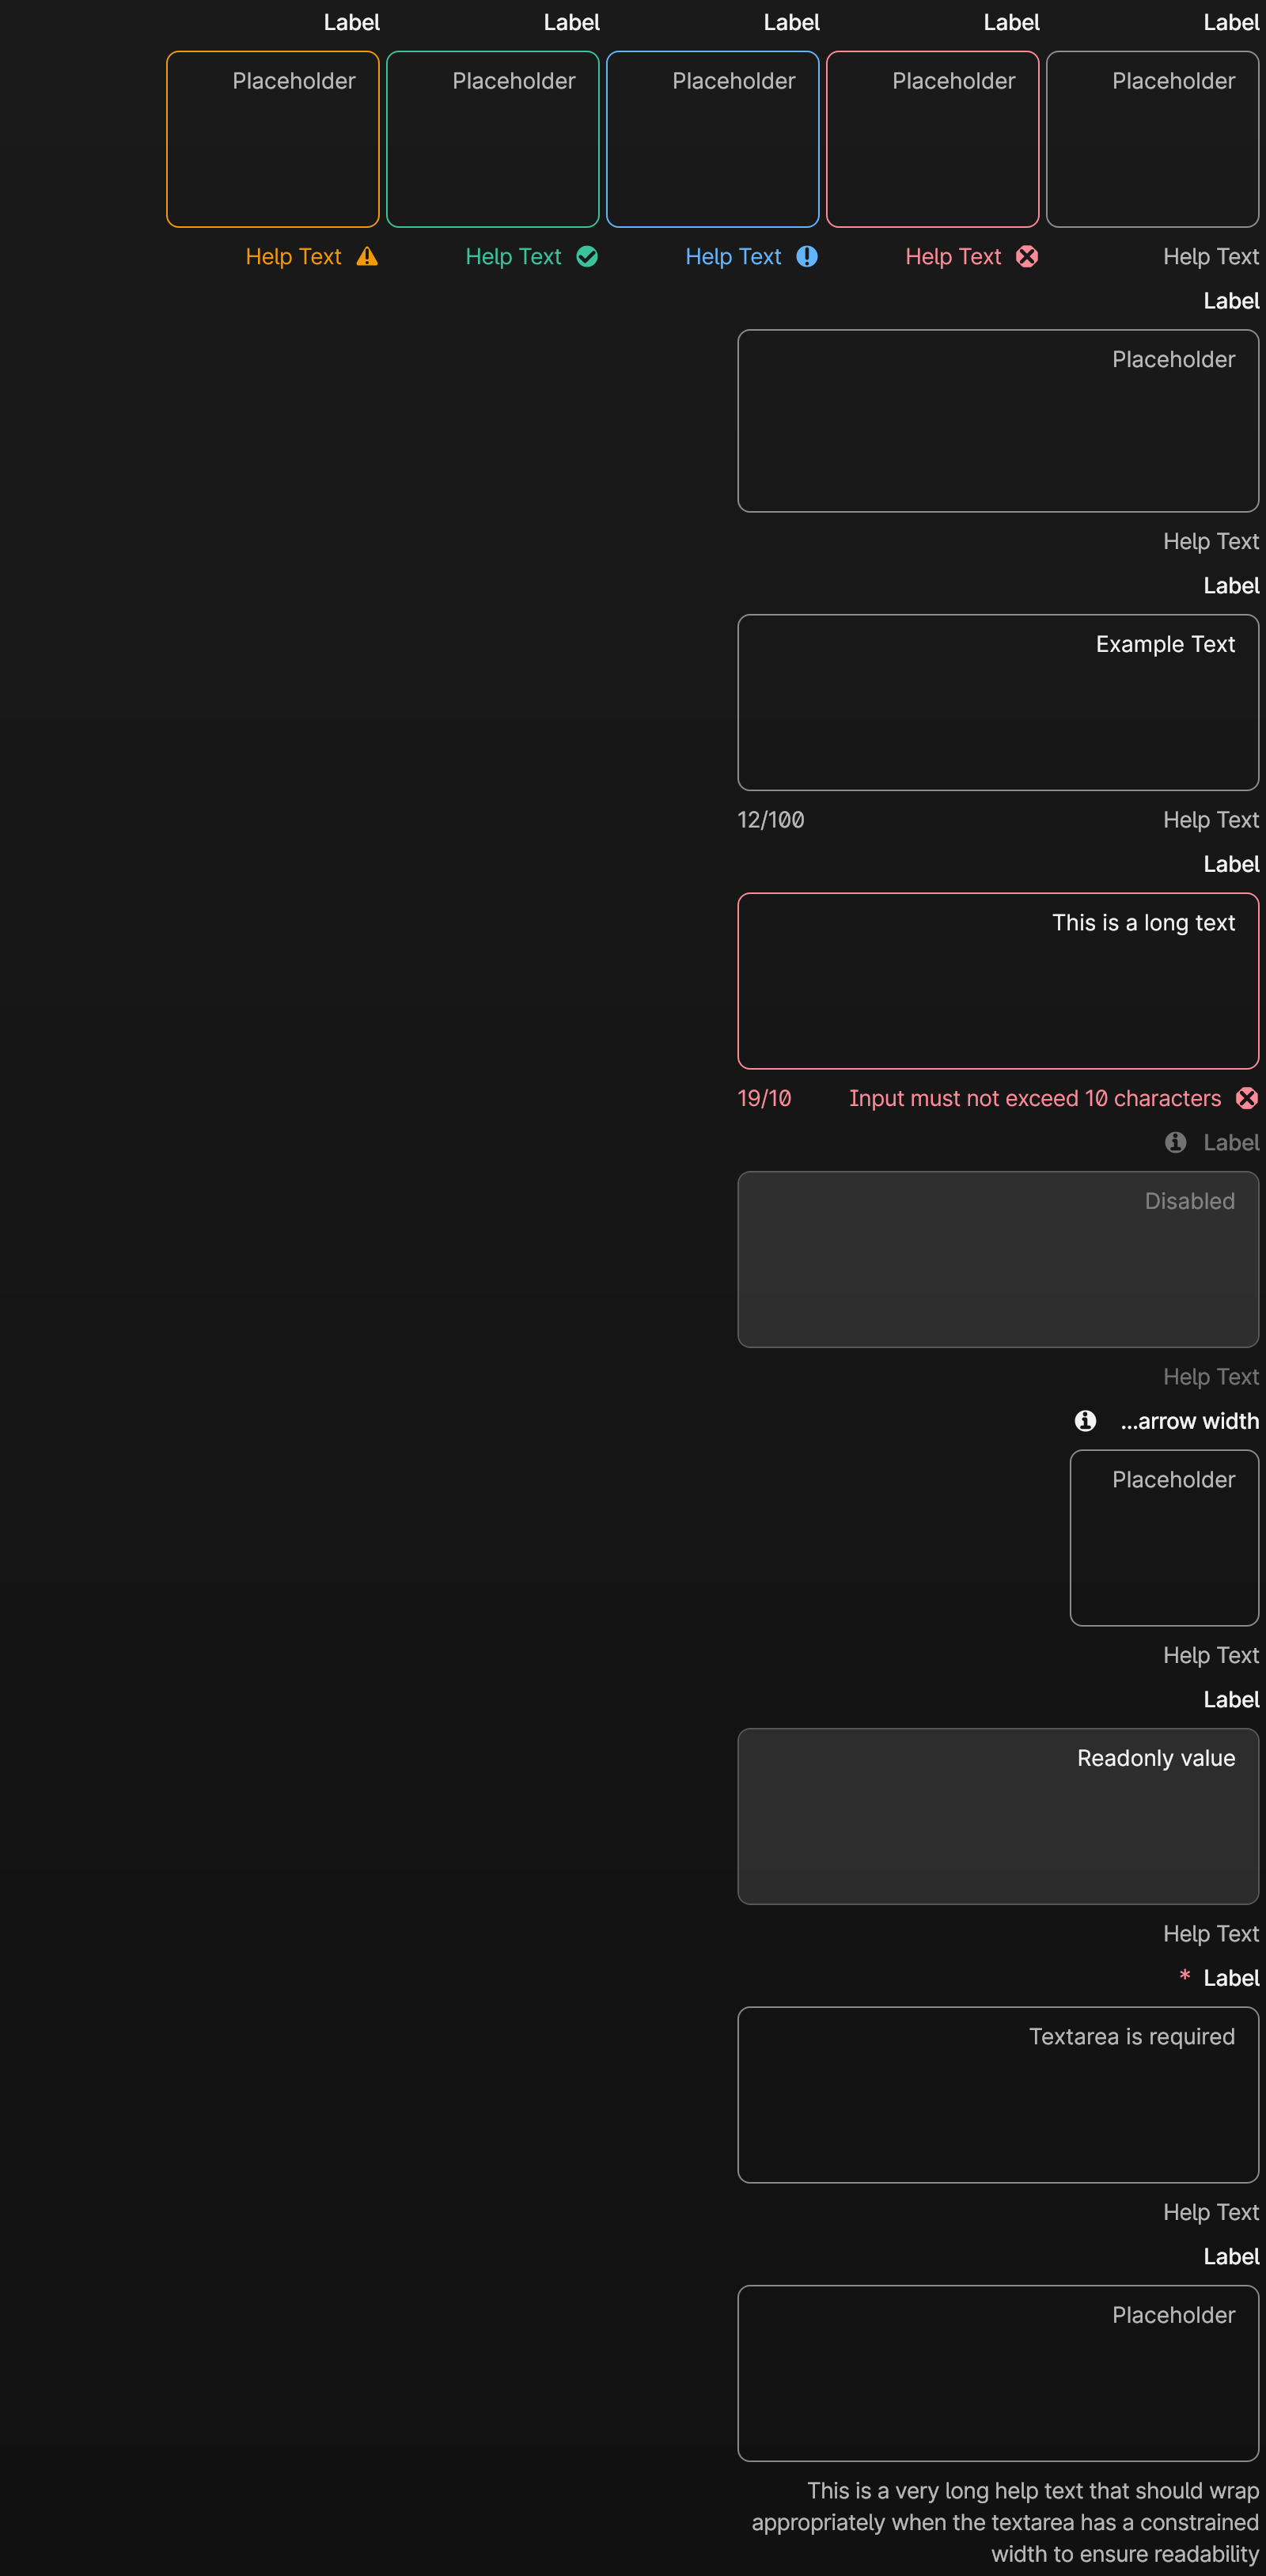 Label
Label
Label
Label
Label
Placeholder
Placeholder
Placeholder
Placeholder
Placeholder
Help Text
Help Text
Help Text
Help Text
Help Text
Label
Placeholder
Help Text
Label
Example Text
Help Text
12/100
Label
This is a long text
Input must not exceed 10 characters
19/10
Label
Disabled
Help Text
...arrow width
Placeholder
Help Text
Label
Readonly value
Help Text
Label *
Textarea is required
Help Text
Label
Placeholder
This is a very long help text that should wrap
appropriately when the textarea has a constrained
width to ensure readability